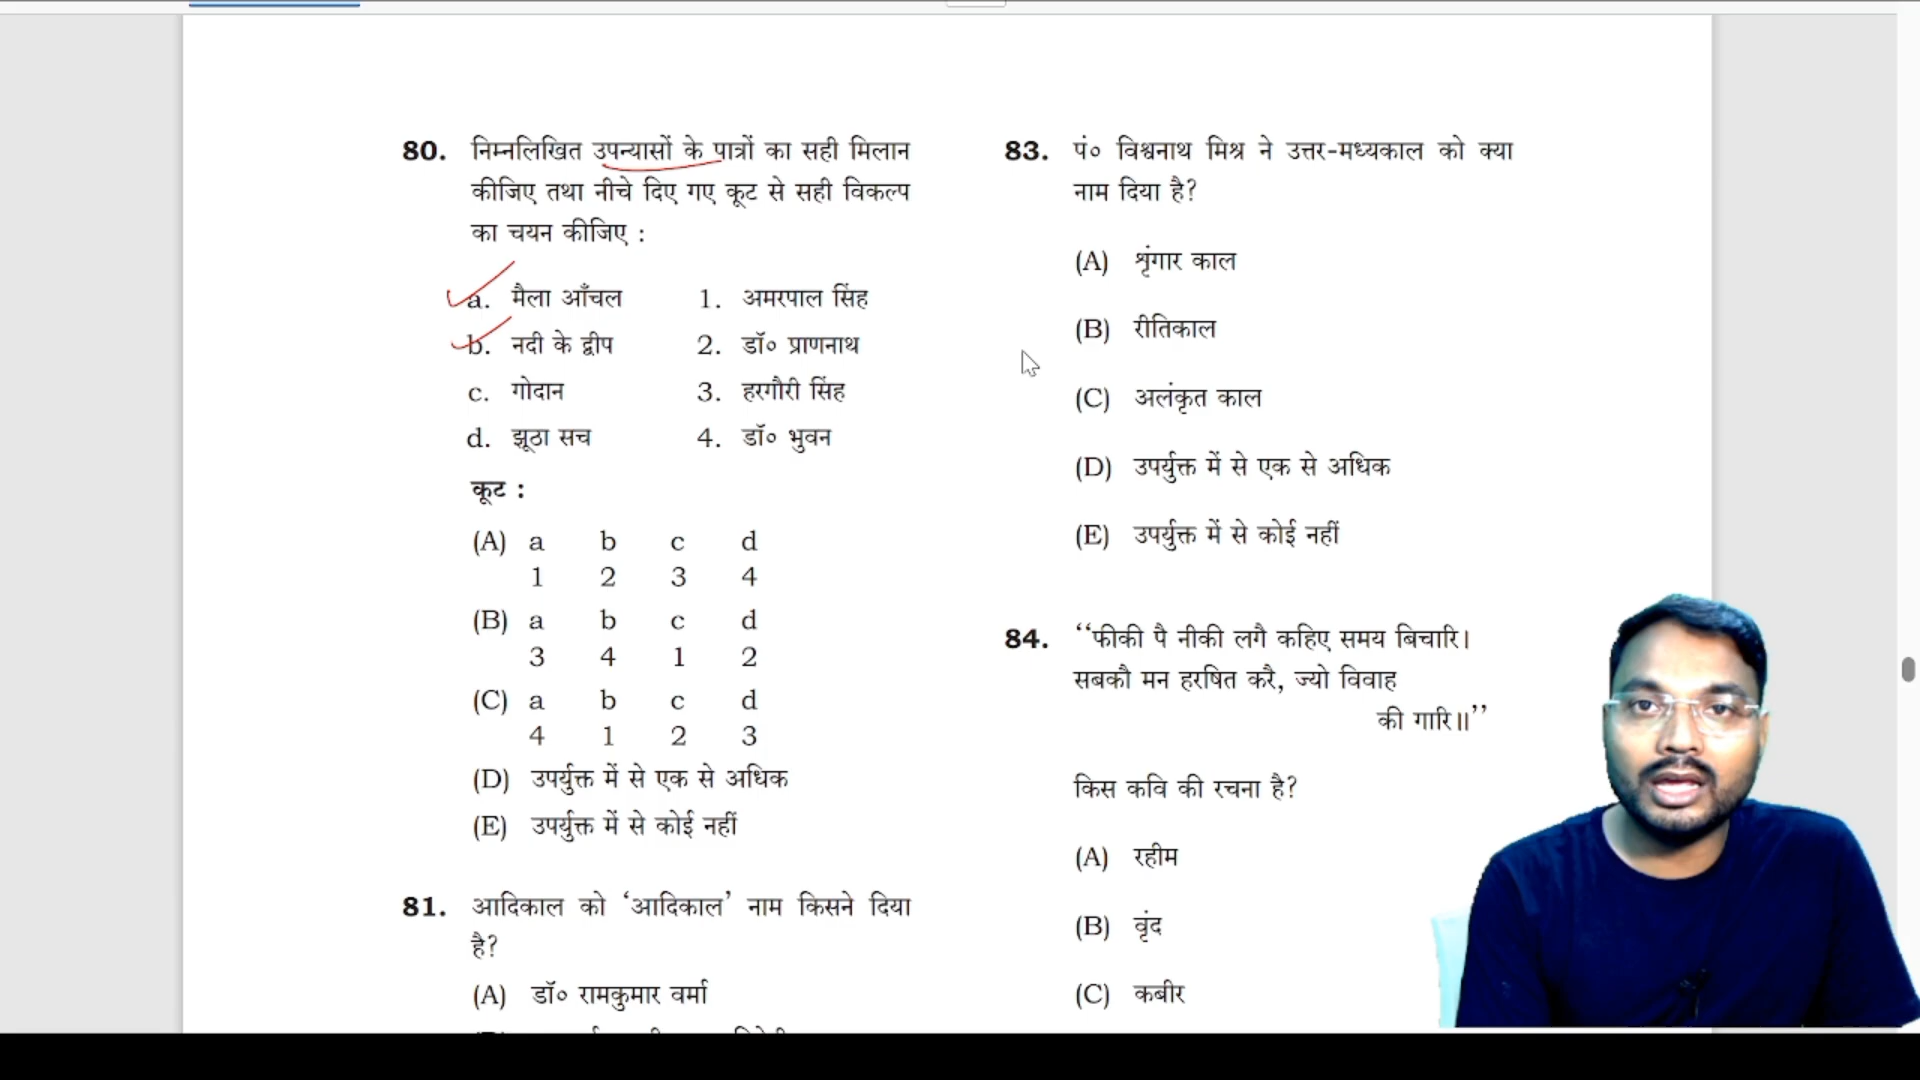 80. निम्नलिखित उपन्यासों के पात्रों का सही मिलान
कीजिए तथा नीचे दिए गए कूट से सही विकल्प
का चयन कीजिए :
a. मैला आँचल 1. अमरपाल सिंह
b. नदी के द्वीप 2. डॉ० प्राणनाथ
c. गोदान 3. हरगौरी सिंह
d. झूठा सच 4. डॉ० भुवन
कूट :
(A) a b c d
1 2 3 4
(B) a b c d
3 4 1 2
(C) a b c d
4 1 2 3
(D) उपर्युक्त में से एक से अधिक
(E) उपर्युक्त में से कोई नहीं
81. आदिकाल को ‘आदिकाल’ नाम किसने दिया
है?
(A) डॉ० रामकुमार वर्मा
83. पं० विश्वनाथ मिश्र ने उत्तर-मध्यकाल को क्या
नाम दिया है?
(A) शृंगार काल
(B) रीतिकाल
(C) अलंकृत काल
(D) उपर्युक्त में से एक से अधिक
(E) उपर्युक्त में से कोई नहीं
84. ‘‘फीकी पै नीकी लगै कहिए समय बिचारि।
सबकौ मन हरषित करै, ज्यो विवाह
की गारि॥’’
किस कवि की रचना है?
(A) रहीम
(B) वृंद
(C) कबीर